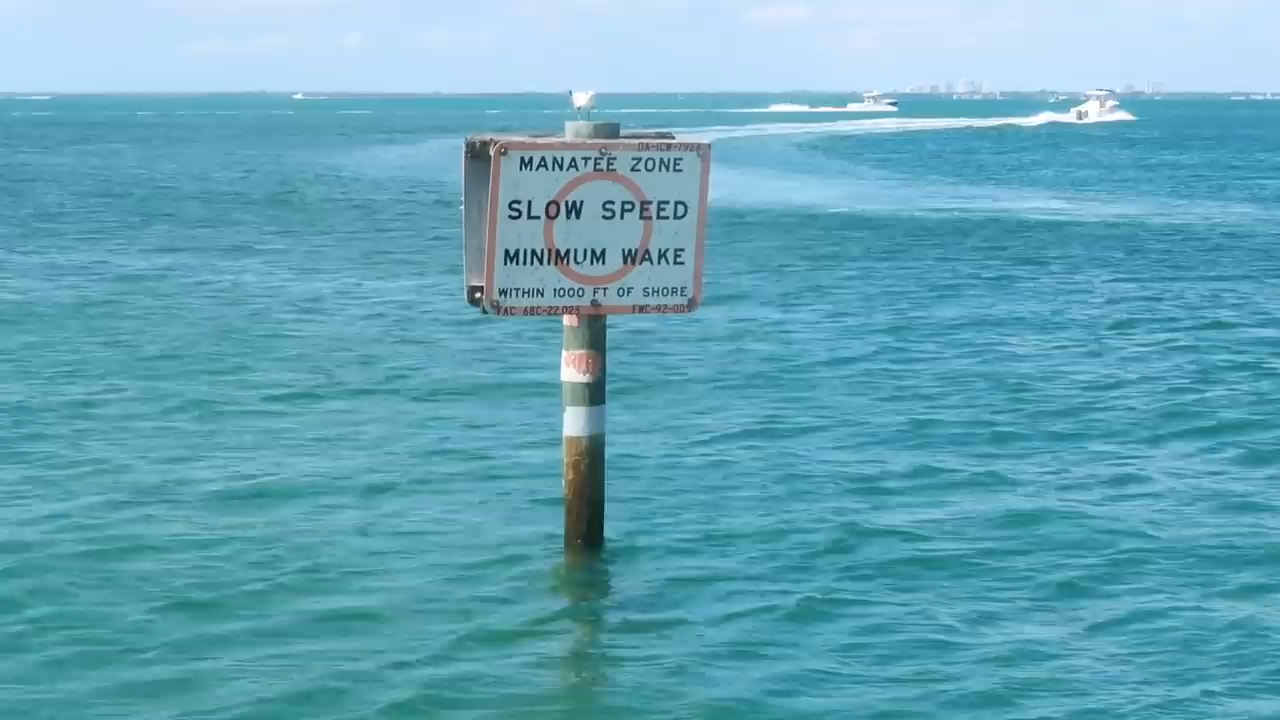 DA-ICW-792A
MANATEE ZONE
SLOW SPEED
MINIMUM WAKE
WITHIN 1000 FT OF SHORE
FAC 68C-22.025 FWC-92-005